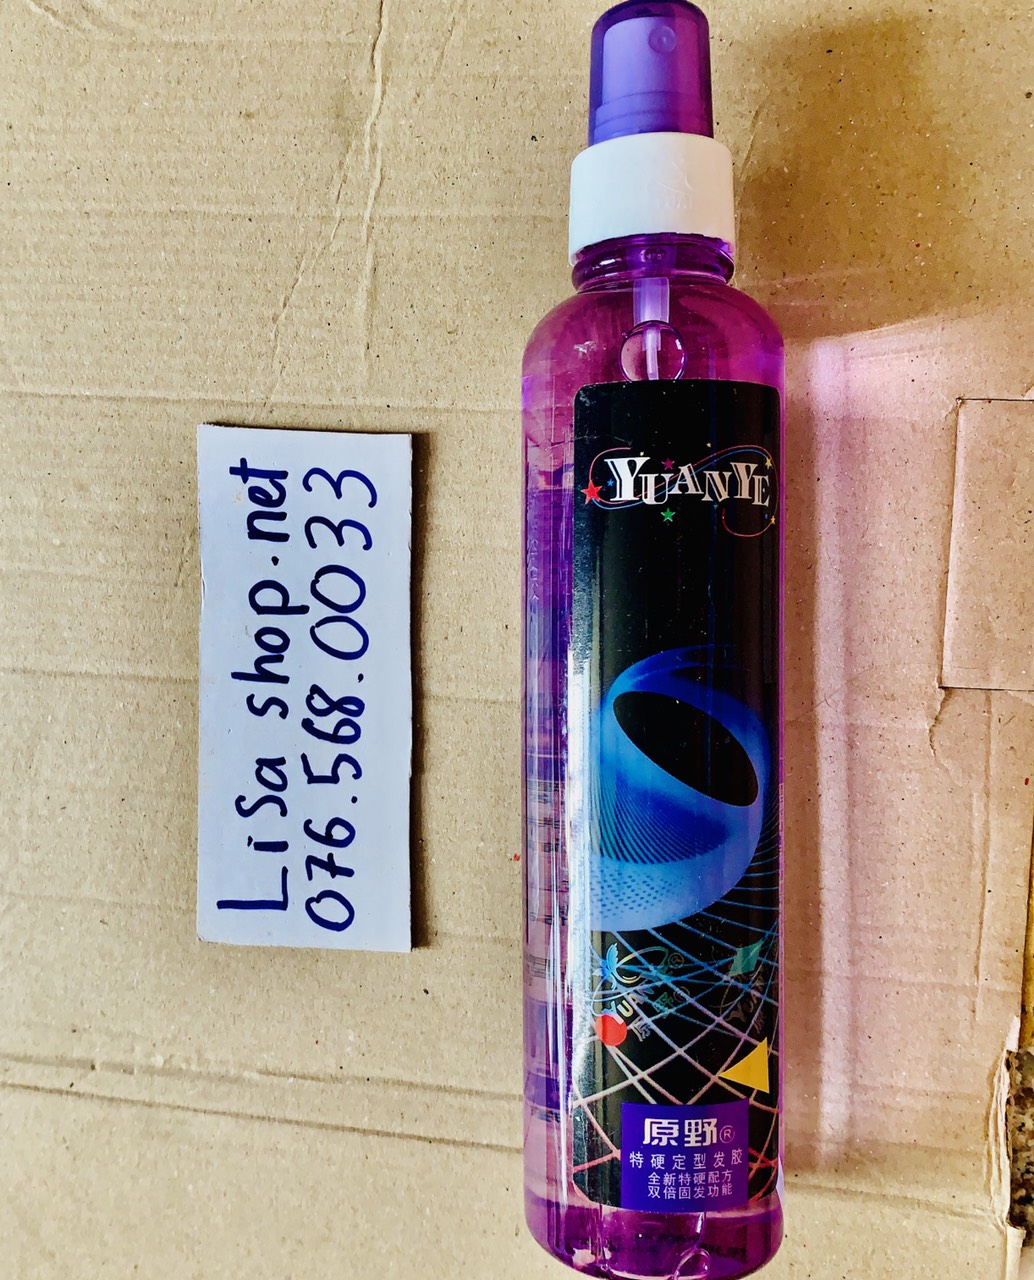 Lisa shop.net
076.568.0033
YUANYE
原野®
特硬定型发胶
全新特硬配方
双倍固发功能